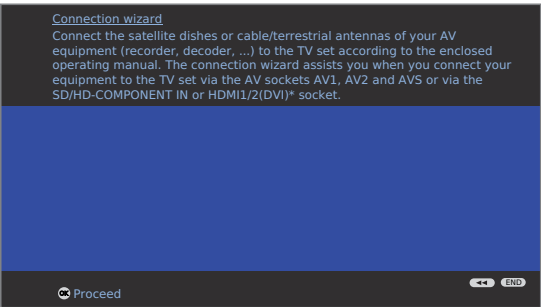 Connection wizard
Connect the satellite dishes or cable/terrestrial antennas of your AV
equipment (recorder, decoder, ...) to the TV set according to the enclosed
operating manual. The connection wizard assists you when you connect your
equipment to the TV set via the AV sockets AV1, AV2 and AVS or via the
SD/HD-COMPONENT IN or HDMI1/2(DVI)* socket.
END
OK Proceed